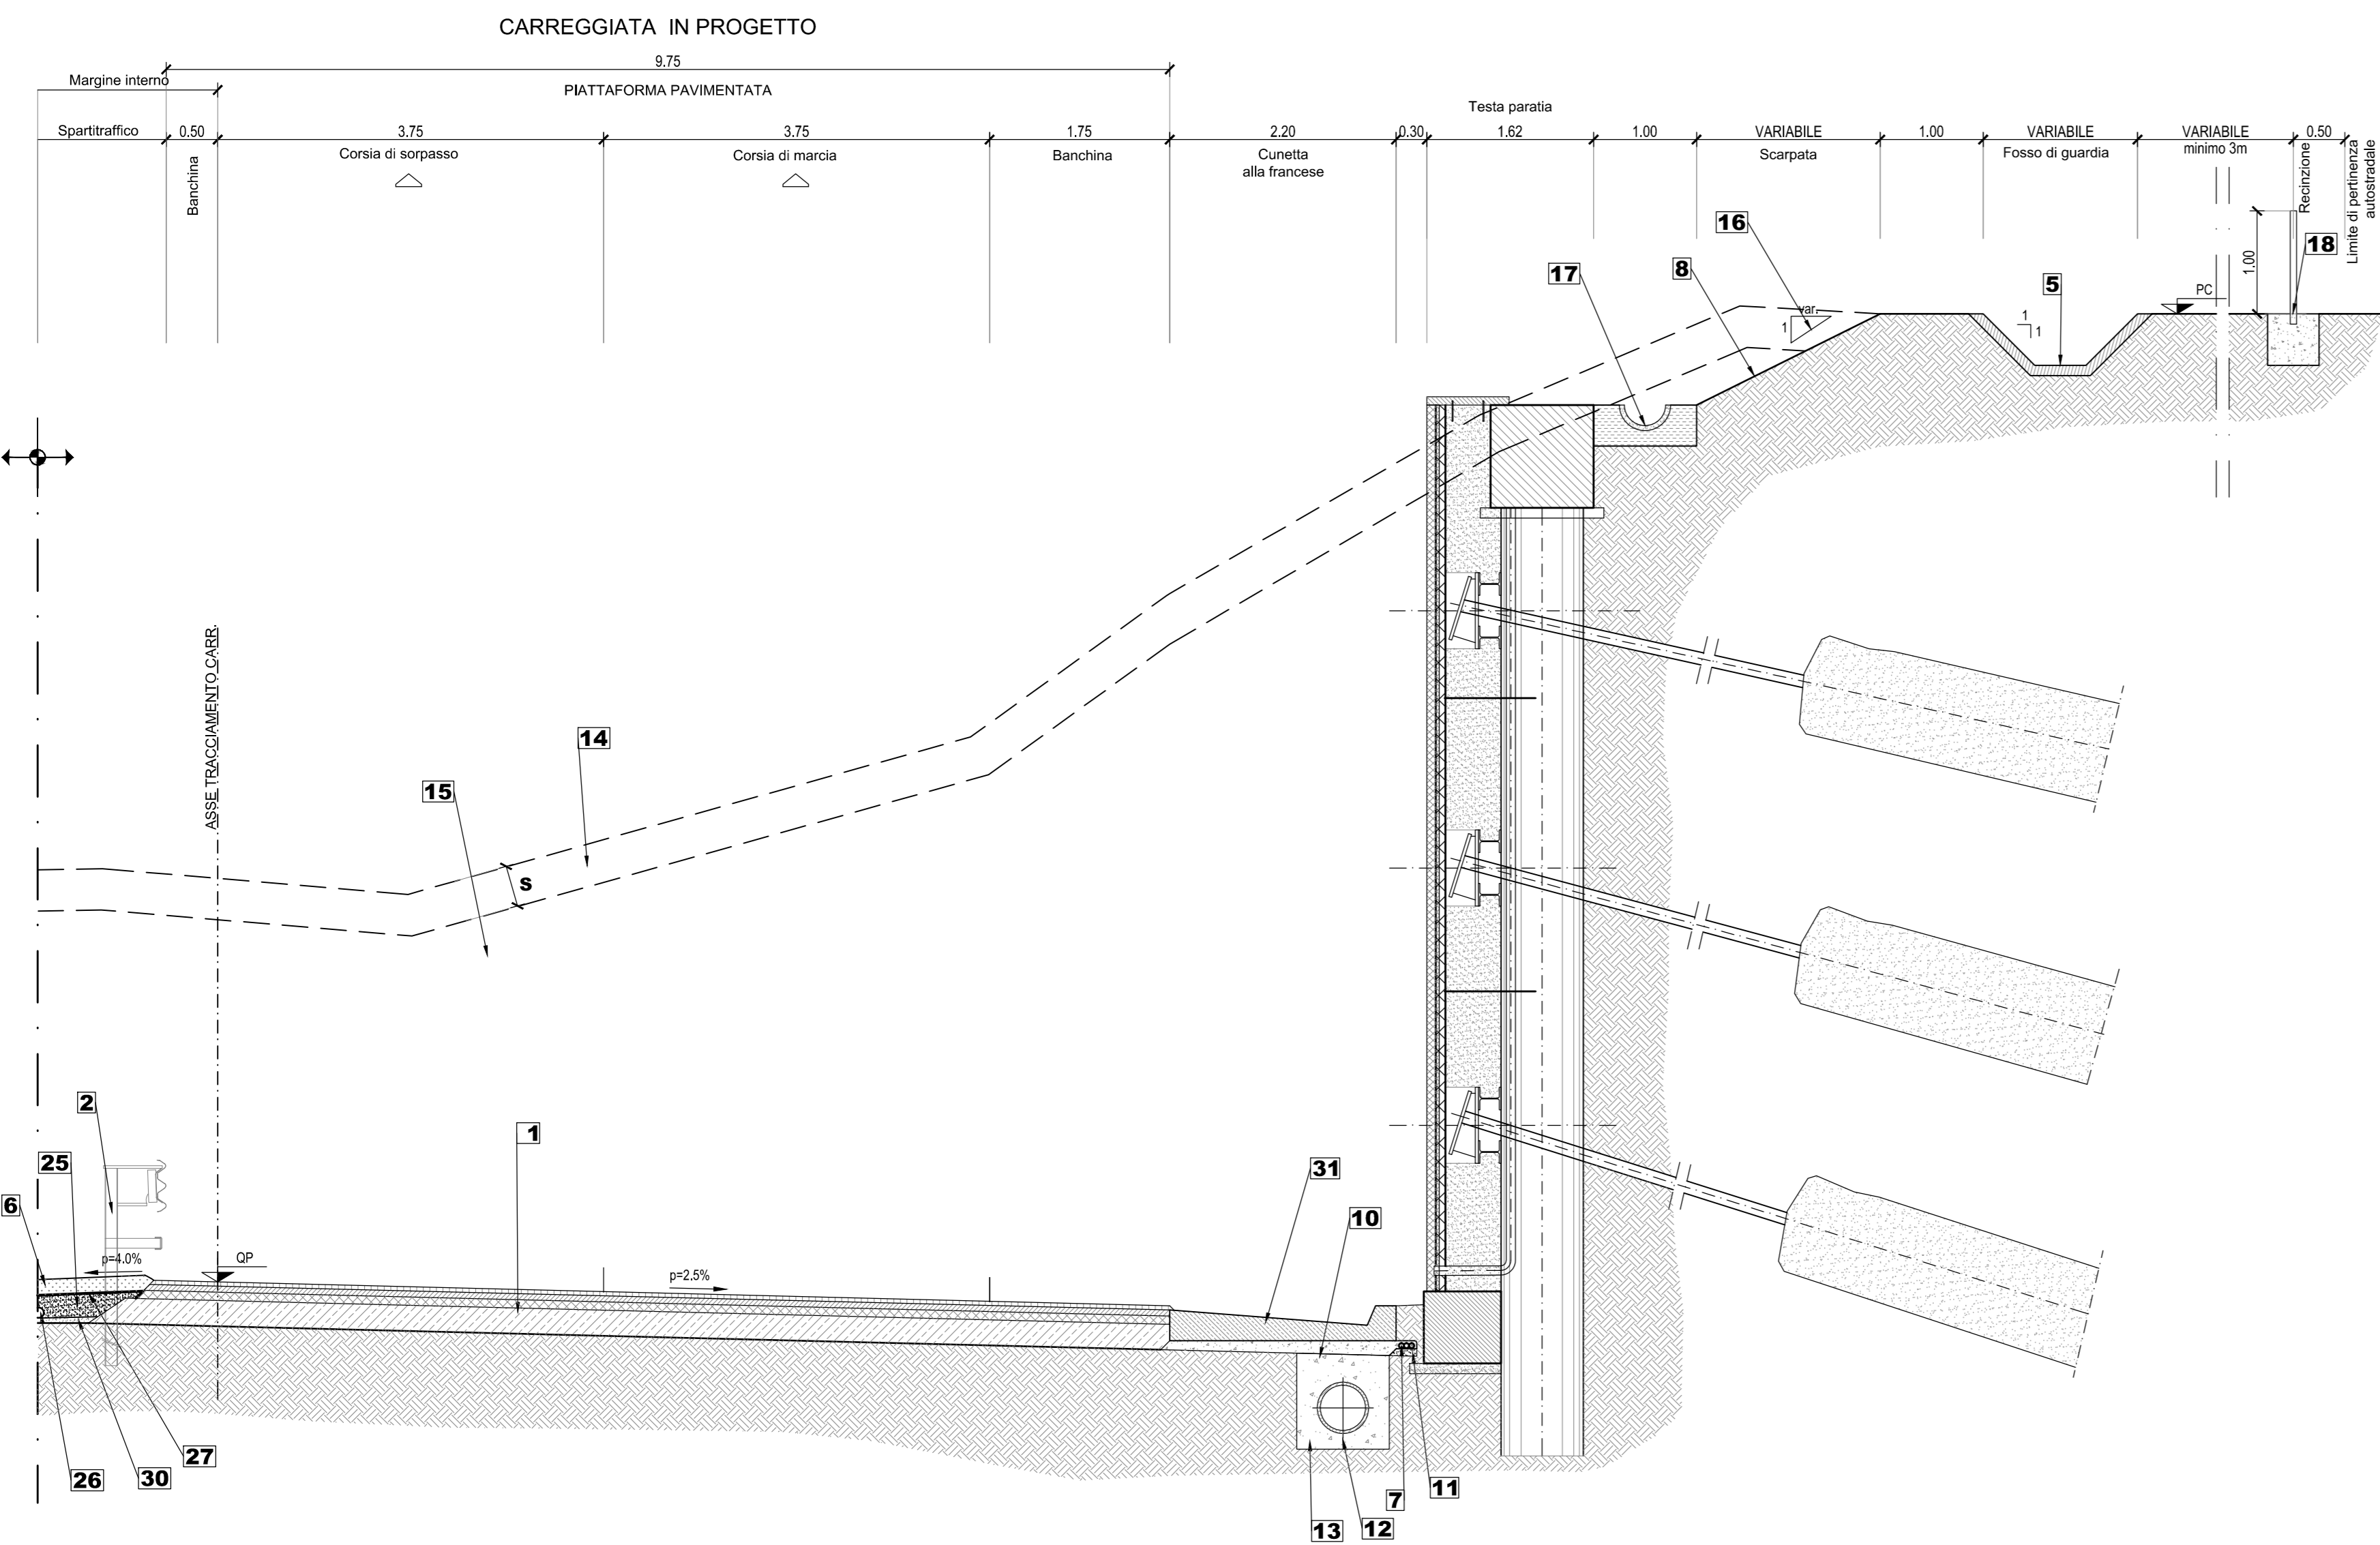 CARREGGIATA IN PROGETTO
9.75
Margine interno
PIATTAFORMA PAVIMENTATA
Testa paratia
Spartitraffico 0.50 3.75 3.75 1.75 2.20 0.30 1.62 1.00 VARIABILE 1.00 VARIABILE VARIABILE 0.50
Banchina
Corsia di sorpasso
Corsia di marcia
Banchina
Cunetta
alla francese
Scarpata
Fosso di guardia
minimo 3m
Recinzione
Limite di pertinenza
autostradale
16
17
8
5
18
1.00
PC
var.
1
1
1
ASSE TRACCIAMENTO CARR.
14
15
s
2
1
25
31
6
10
p=4.0%
QP
p=2.5%
27
26
30
7
11
13
12